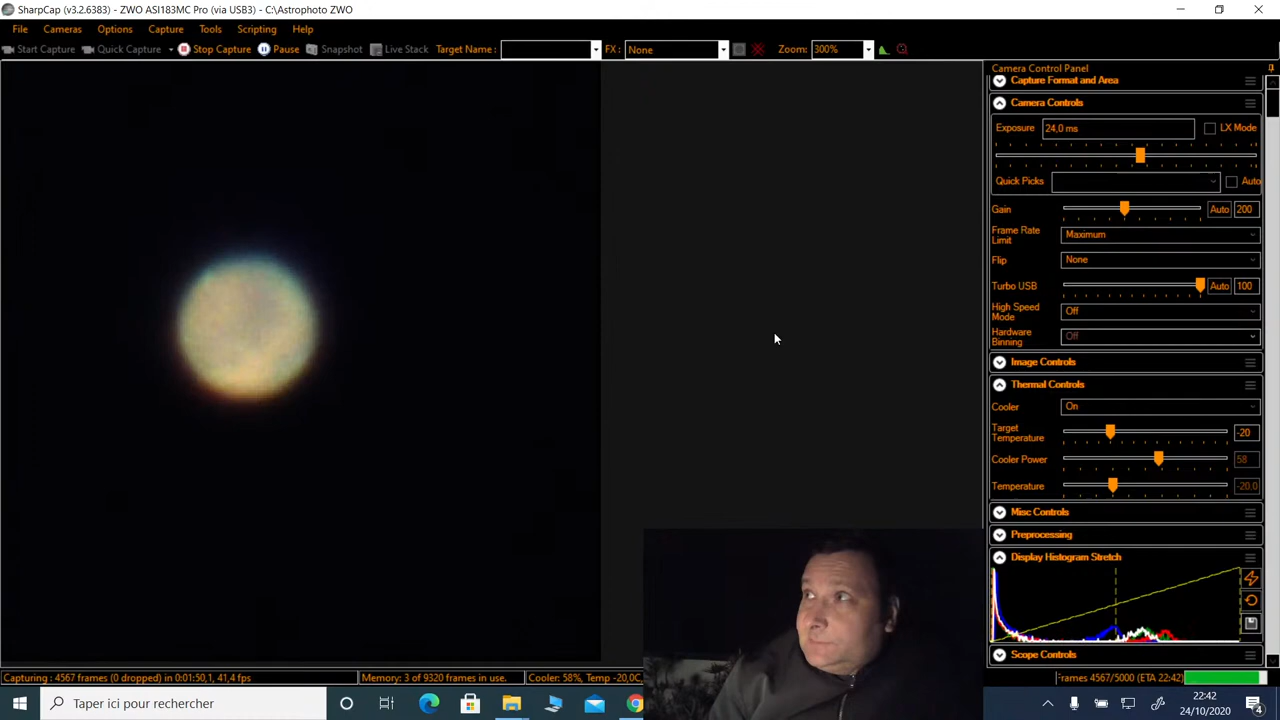 SharpCap (v3.2.6383) - ZWO ASI183MC Pro (via USB3) - C:\Astrophoto ZWO
File Cameras Options Capture Tools Scripting Help
Start Capture Quick Capture Stop Capture Pause Snapshot Live Stack Target Name : FX : None Zoom: 300%
Camera Control Panel
Capture Format and Area
Camera Controls
Exposure 24,0 ms LX Mode
Quick Picks Auto
Gain Auto 200
Frame Rate
Limit Maximum
Flip None
Turbo USB Auto 100
High Speed
Mode Off
Hardware
Binning Off
Image Controls
Thermal Controls
Cooler On
Target
Temperature -20
Cooler Power 58
Temperature -20.0
Misc Controls
Preprocessing
Display Histogram Stretch
Scope Controls
Capturing : 4567 frames (0 dropped) in 0:01:50,1 , 41,4 fps Memory: 3 of 9320 frames in use. Cooler: 58%, Temp -20,0C, Frames 4567/5000 (ETA 22:42)
Taper ici pour rechercher
22:42
24/10/2020
4